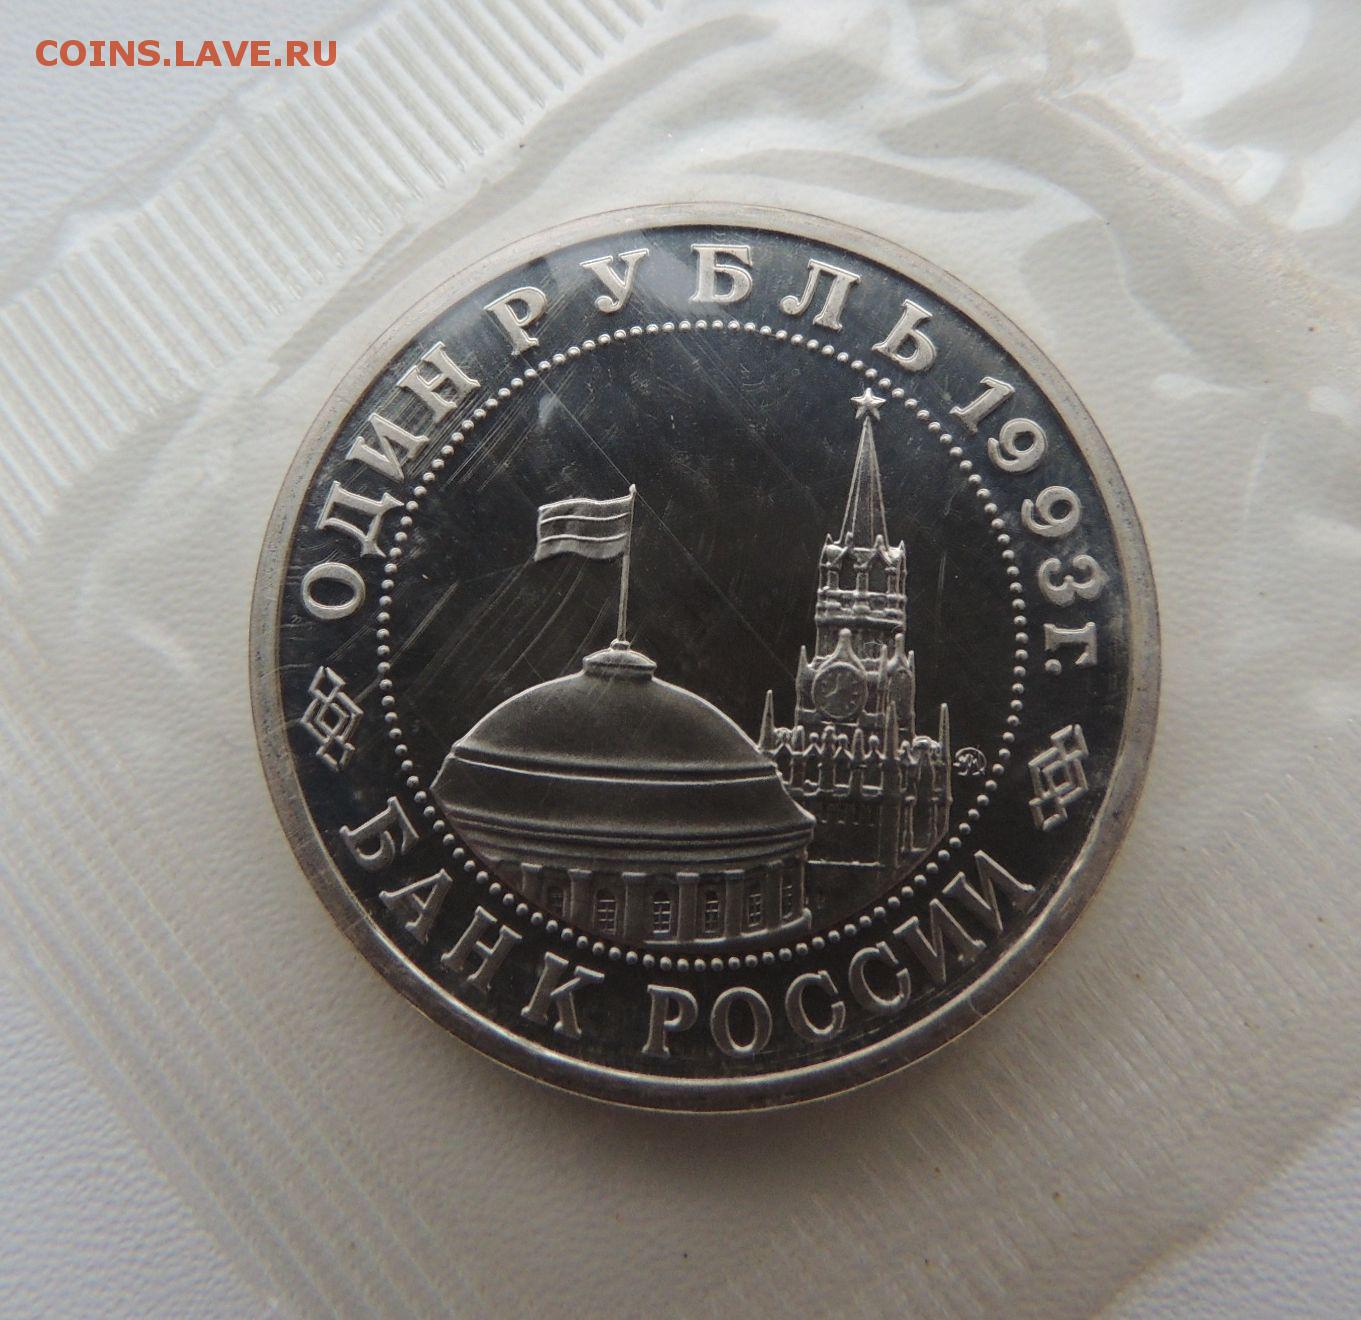 COINS.LAVE.RU
ОДИН РУБЛЬ 1993 г.
БАНК РОССИИ